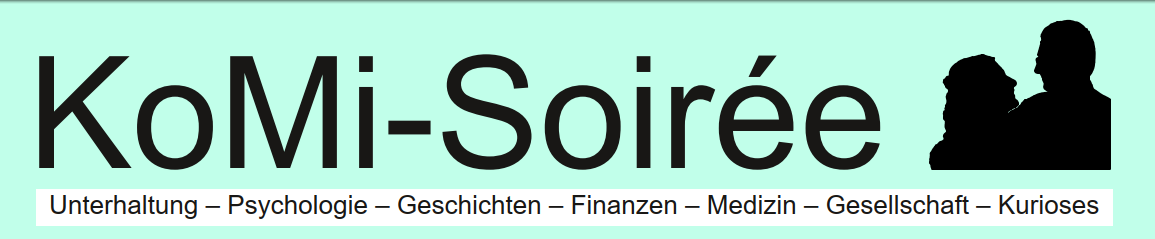 KoMi-Soirée
Unterhaltung – Psychologie – Geschichten – Finanzen – Medizin – Gesellschaft – Kurioses